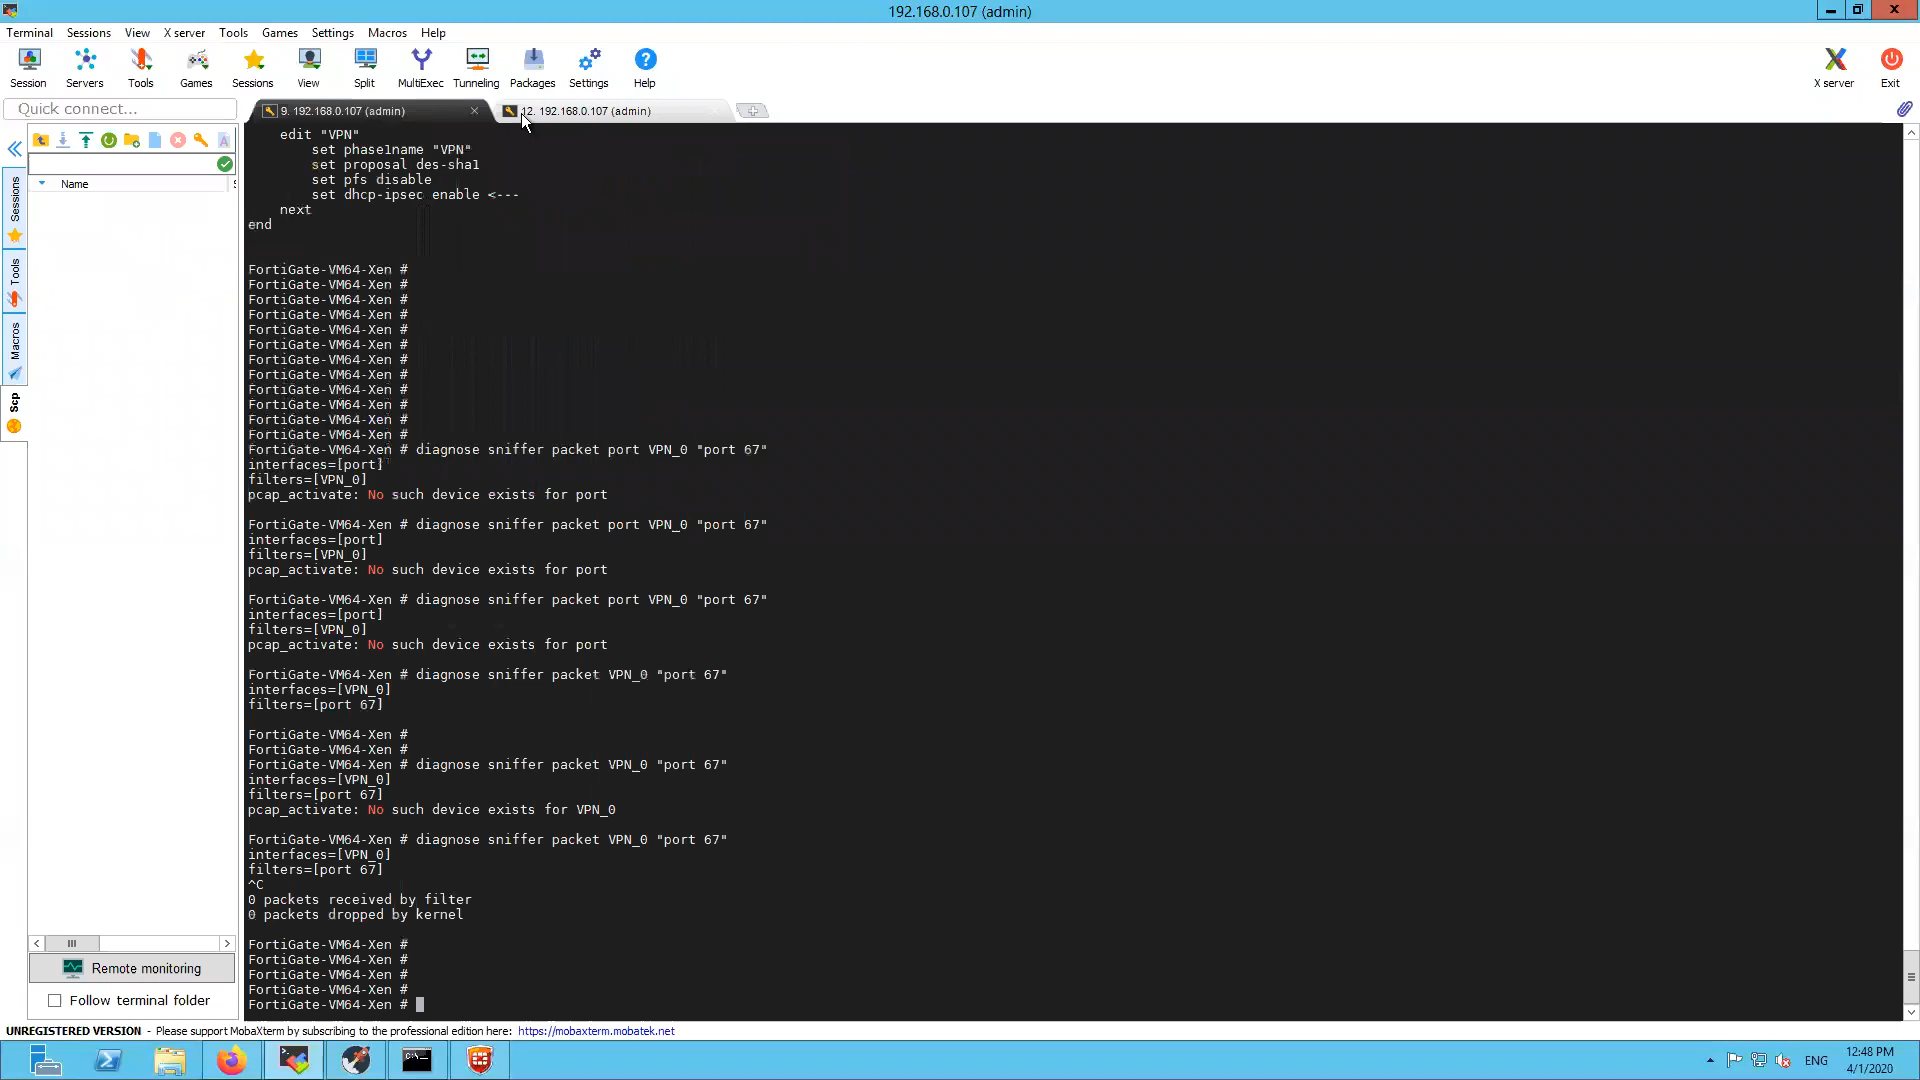 192.168.0.107 (admin)
Terminal Sessions View X server Tools Games Settings Macros Help
Session Servers Tools Games Sessions View Split MultiExec Tunneling Packages Settings Help X server Exit
Quick connect...
9. 192.168.0.107 (admin)
12. 192.168.0.107 (admin)
Name
Sessions
Tools
Macros
Scp
edit "VPN"
set phase1name "VPN"
set proposal des-sha1
set pfs disable
set dhcp-ipsec enable <---
next
end
FortiGate-VM64-Xen #
FortiGate-VM64-Xen #
FortiGate-VM64-Xen #
FortiGate-VM64-Xen #
FortiGate-VM64-Xen #
FortiGate-VM64-Xen #
FortiGate-VM64-Xen #
FortiGate-VM64-Xen #
FortiGate-VM64-Xen #
FortiGate-VM64-Xen #
FortiGate-VM64-Xen #
FortiGate-VM64-Xen #
FortiGate-VM64-Xen # diagnose sniffer packet port VPN_0 "port 67"
interfaces=[port]
filters=[VPN_0]
pcap_activate: No such device exists for port
FortiGate-VM64-Xen # diagnose sniffer packet port VPN_0 "port 67"
interfaces=[port]
filters=[VPN_0]
pcap_activate: No such device exists for port
FortiGate-VM64-Xen # diagnose sniffer packet port VPN_0 "port 67"
interfaces=[port]
filters=[VPN_0]
pcap_activate: No such device exists for port
FortiGate-VM64-Xen # diagnose sniffer packet VPN_0 "port 67"
interfaces=[VPN_0]
filters=[port 67]
FortiGate-VM64-Xen #
FortiGate-VM64-Xen #
FortiGate-VM64-Xen # diagnose sniffer packet VPN_0 "port 67"
interfaces=[VPN_0]
filters=[port 67]
pcap_activate: No such device exists for VPN_0
FortiGate-VM64-Xen # diagnose sniffer packet VPN_0 "port 67"
interfaces=[VPN_0]
filters=[port 67]
^C
0 packets received by filter
0 packets dropped by kernel
FortiGate-VM64-Xen #
FortiGate-VM64-Xen #
FortiGate-VM64-Xen #
FortiGate-VM64-Xen #
FortiGate-VM64-Xen #
Remote monitoring
Follow terminal folder
UNREGISTERED VERSION - Please support MobaXterm by subscribing to the professional edition here: https://mobaxterm.mobatek.net
ENG
12:48 PM
4/1/2020